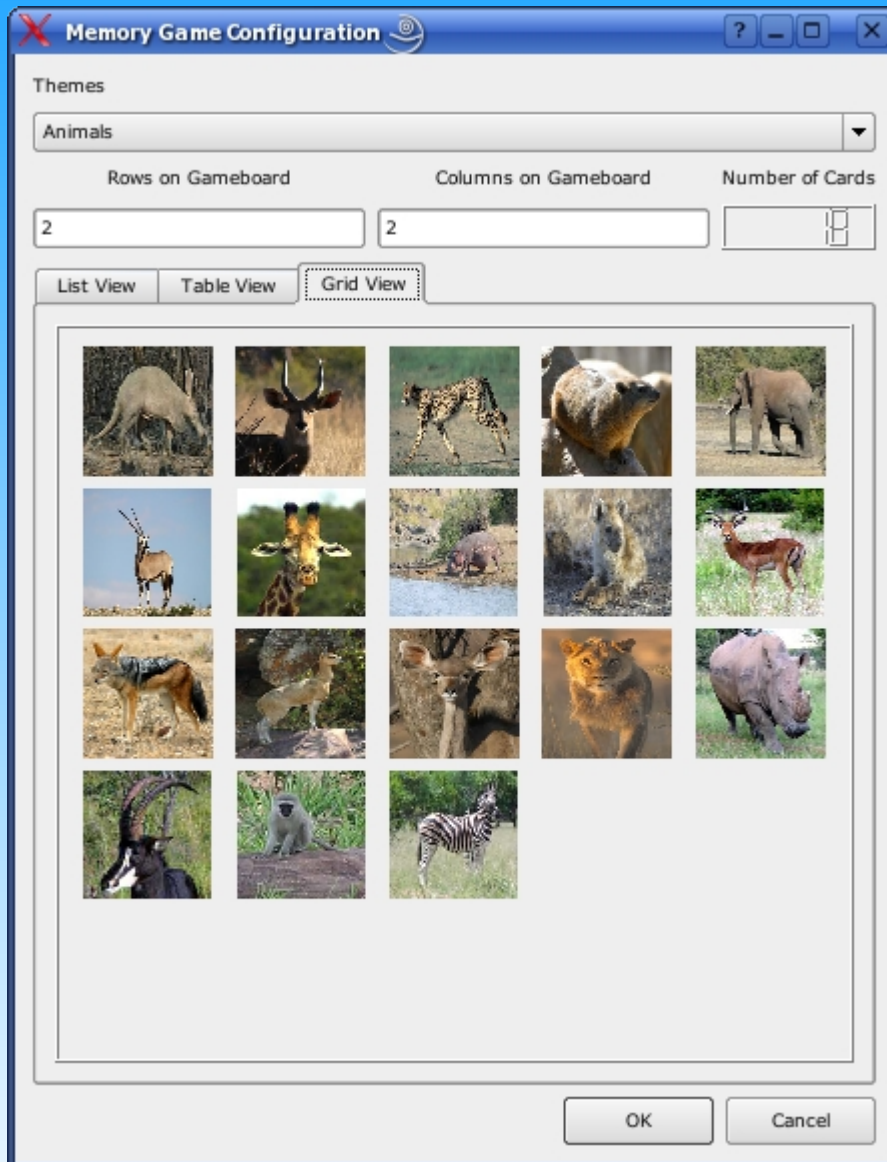 Memory Game Configuration
Themes
Animals
Rows on Gameboard Columns on Gameboard Number of Cards
2 2 18
List View Table View Grid View
OK Cancel